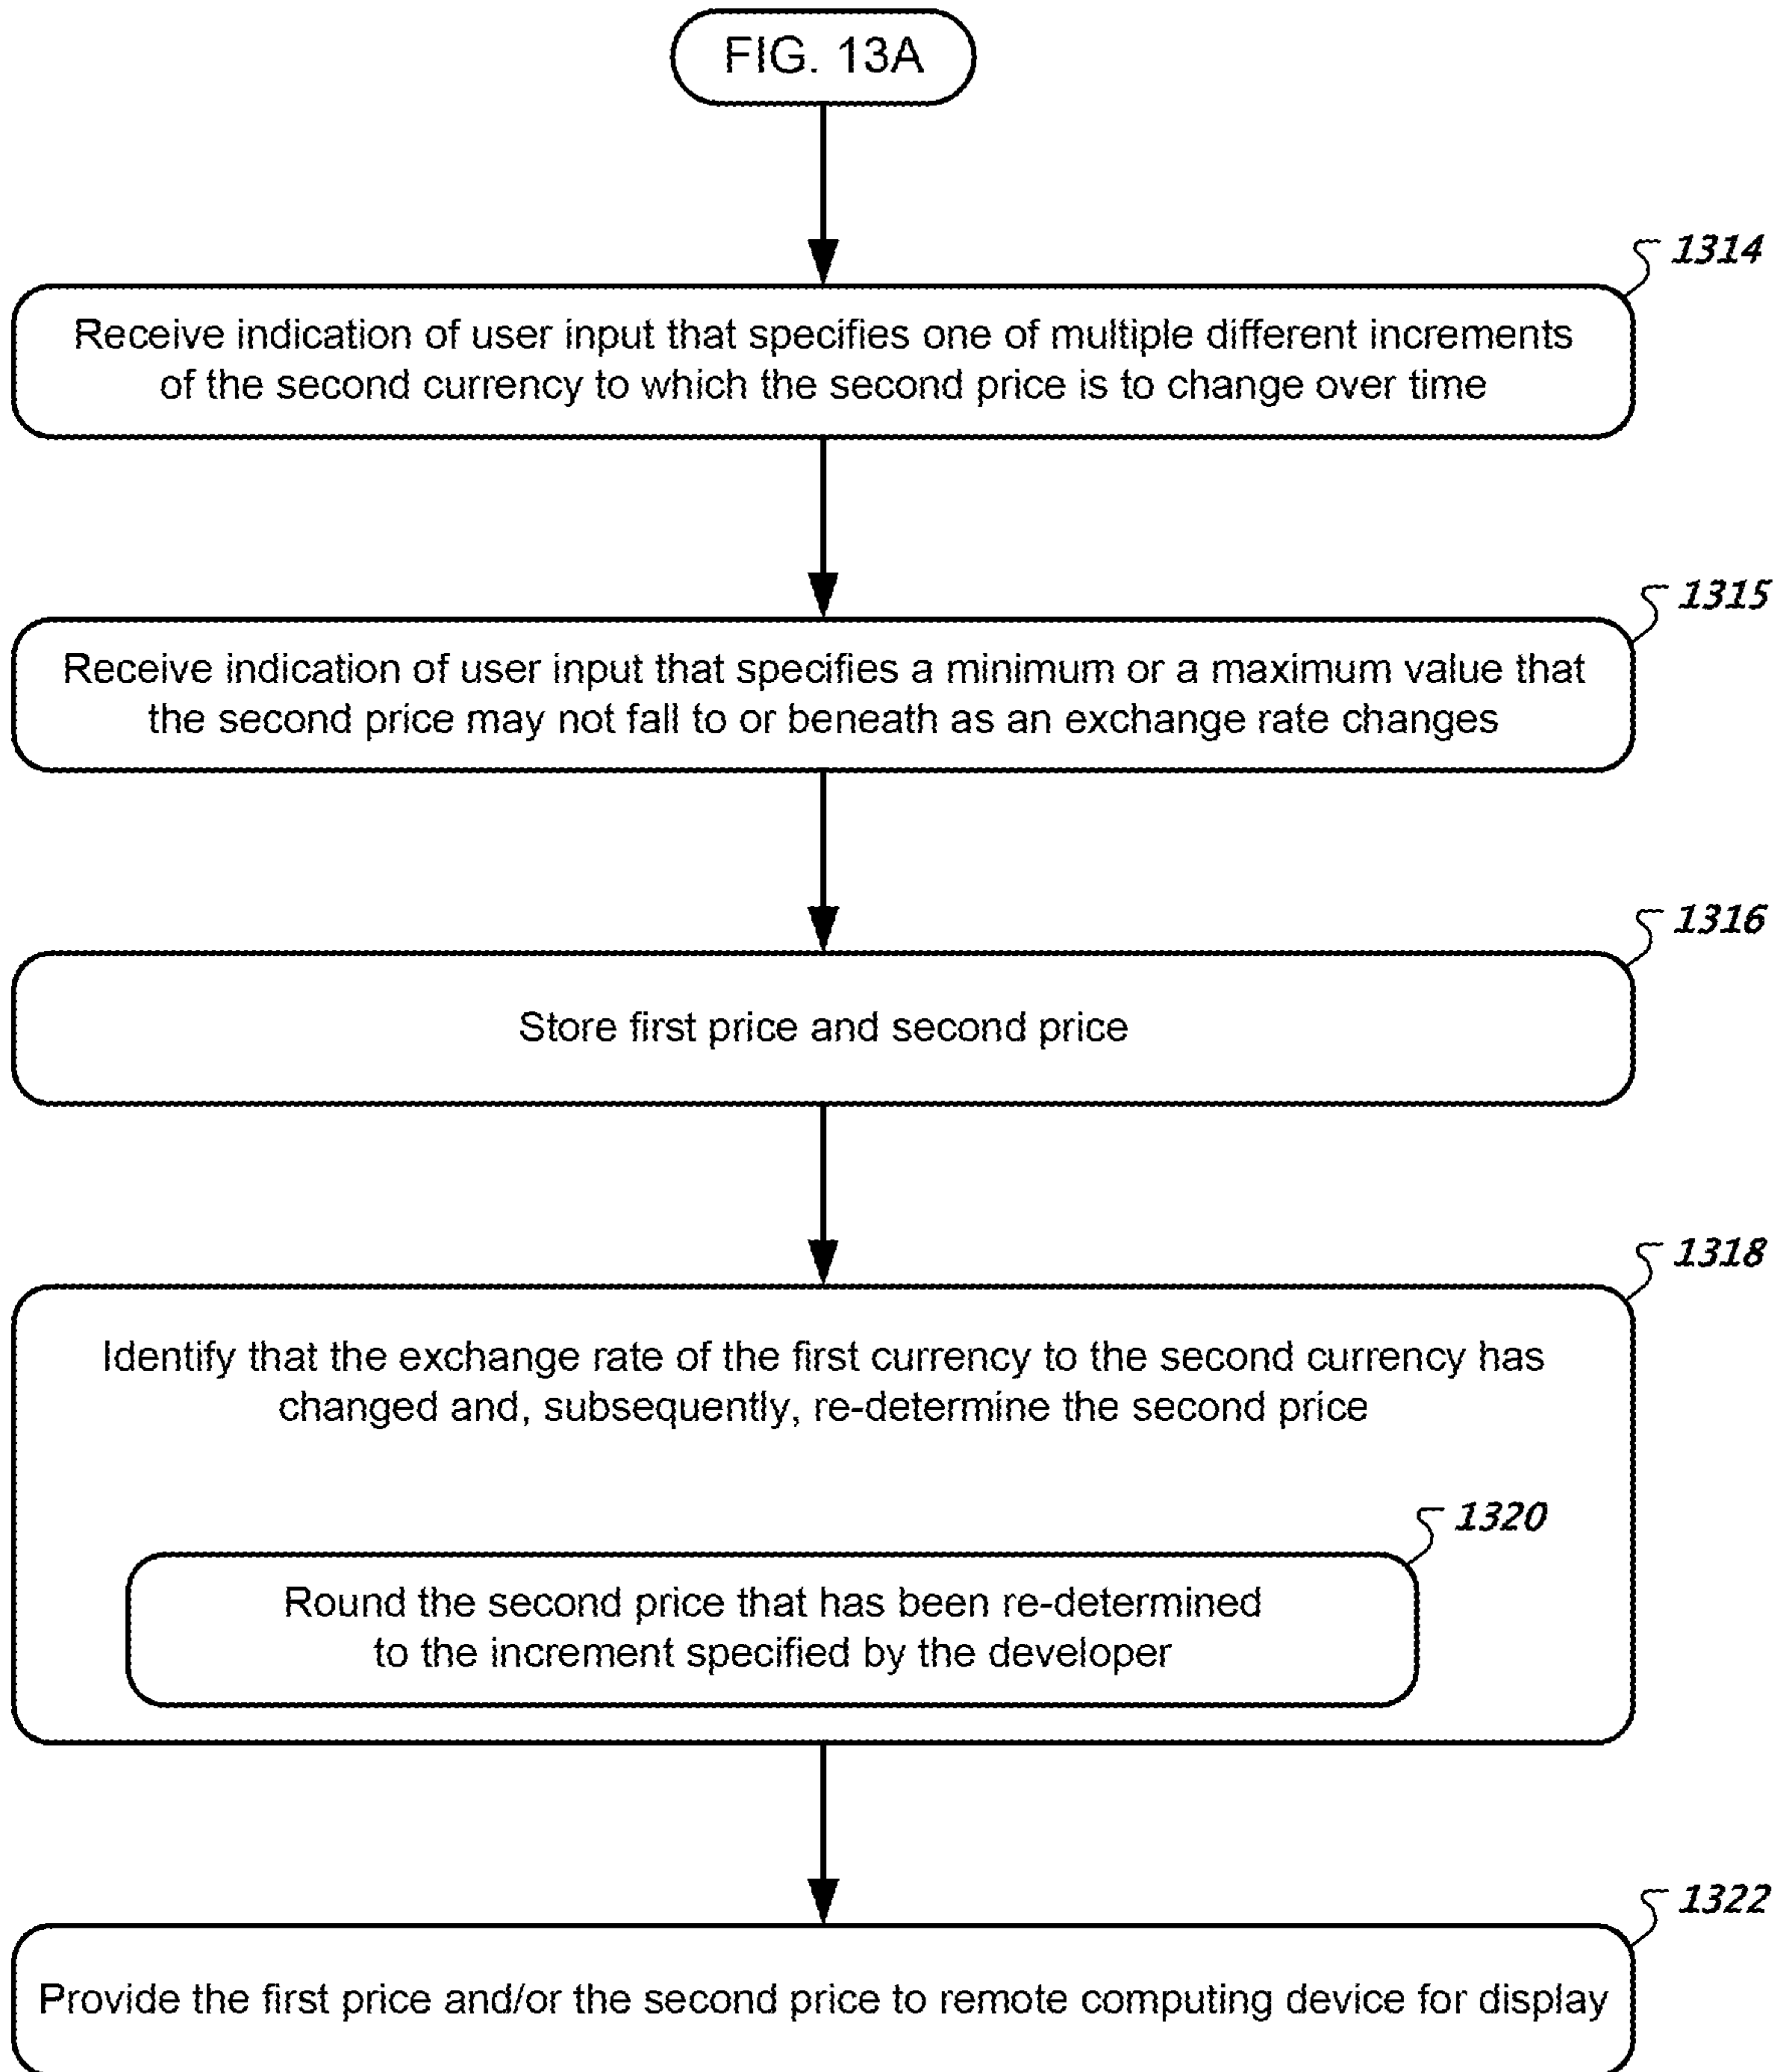 FIG. 13A
1314
Receive indication of user input that specifies one of multiple different increments
of the second currency to which the second price is to change over time
1315
Receive indication of user input that specifies a minimum or a maximum value that
the second price may not fall to or beneath as an exchange rate changes
1316
Store first price and second price
1318
Identify that the exchange rate of the first currency to the second currency has
changed and, subsequently, re-determine the second price
1320
Round the second price that has been re-determined
to the increment specified by the developer
1322
Provide the first price and/or the second price to remote computing device for display